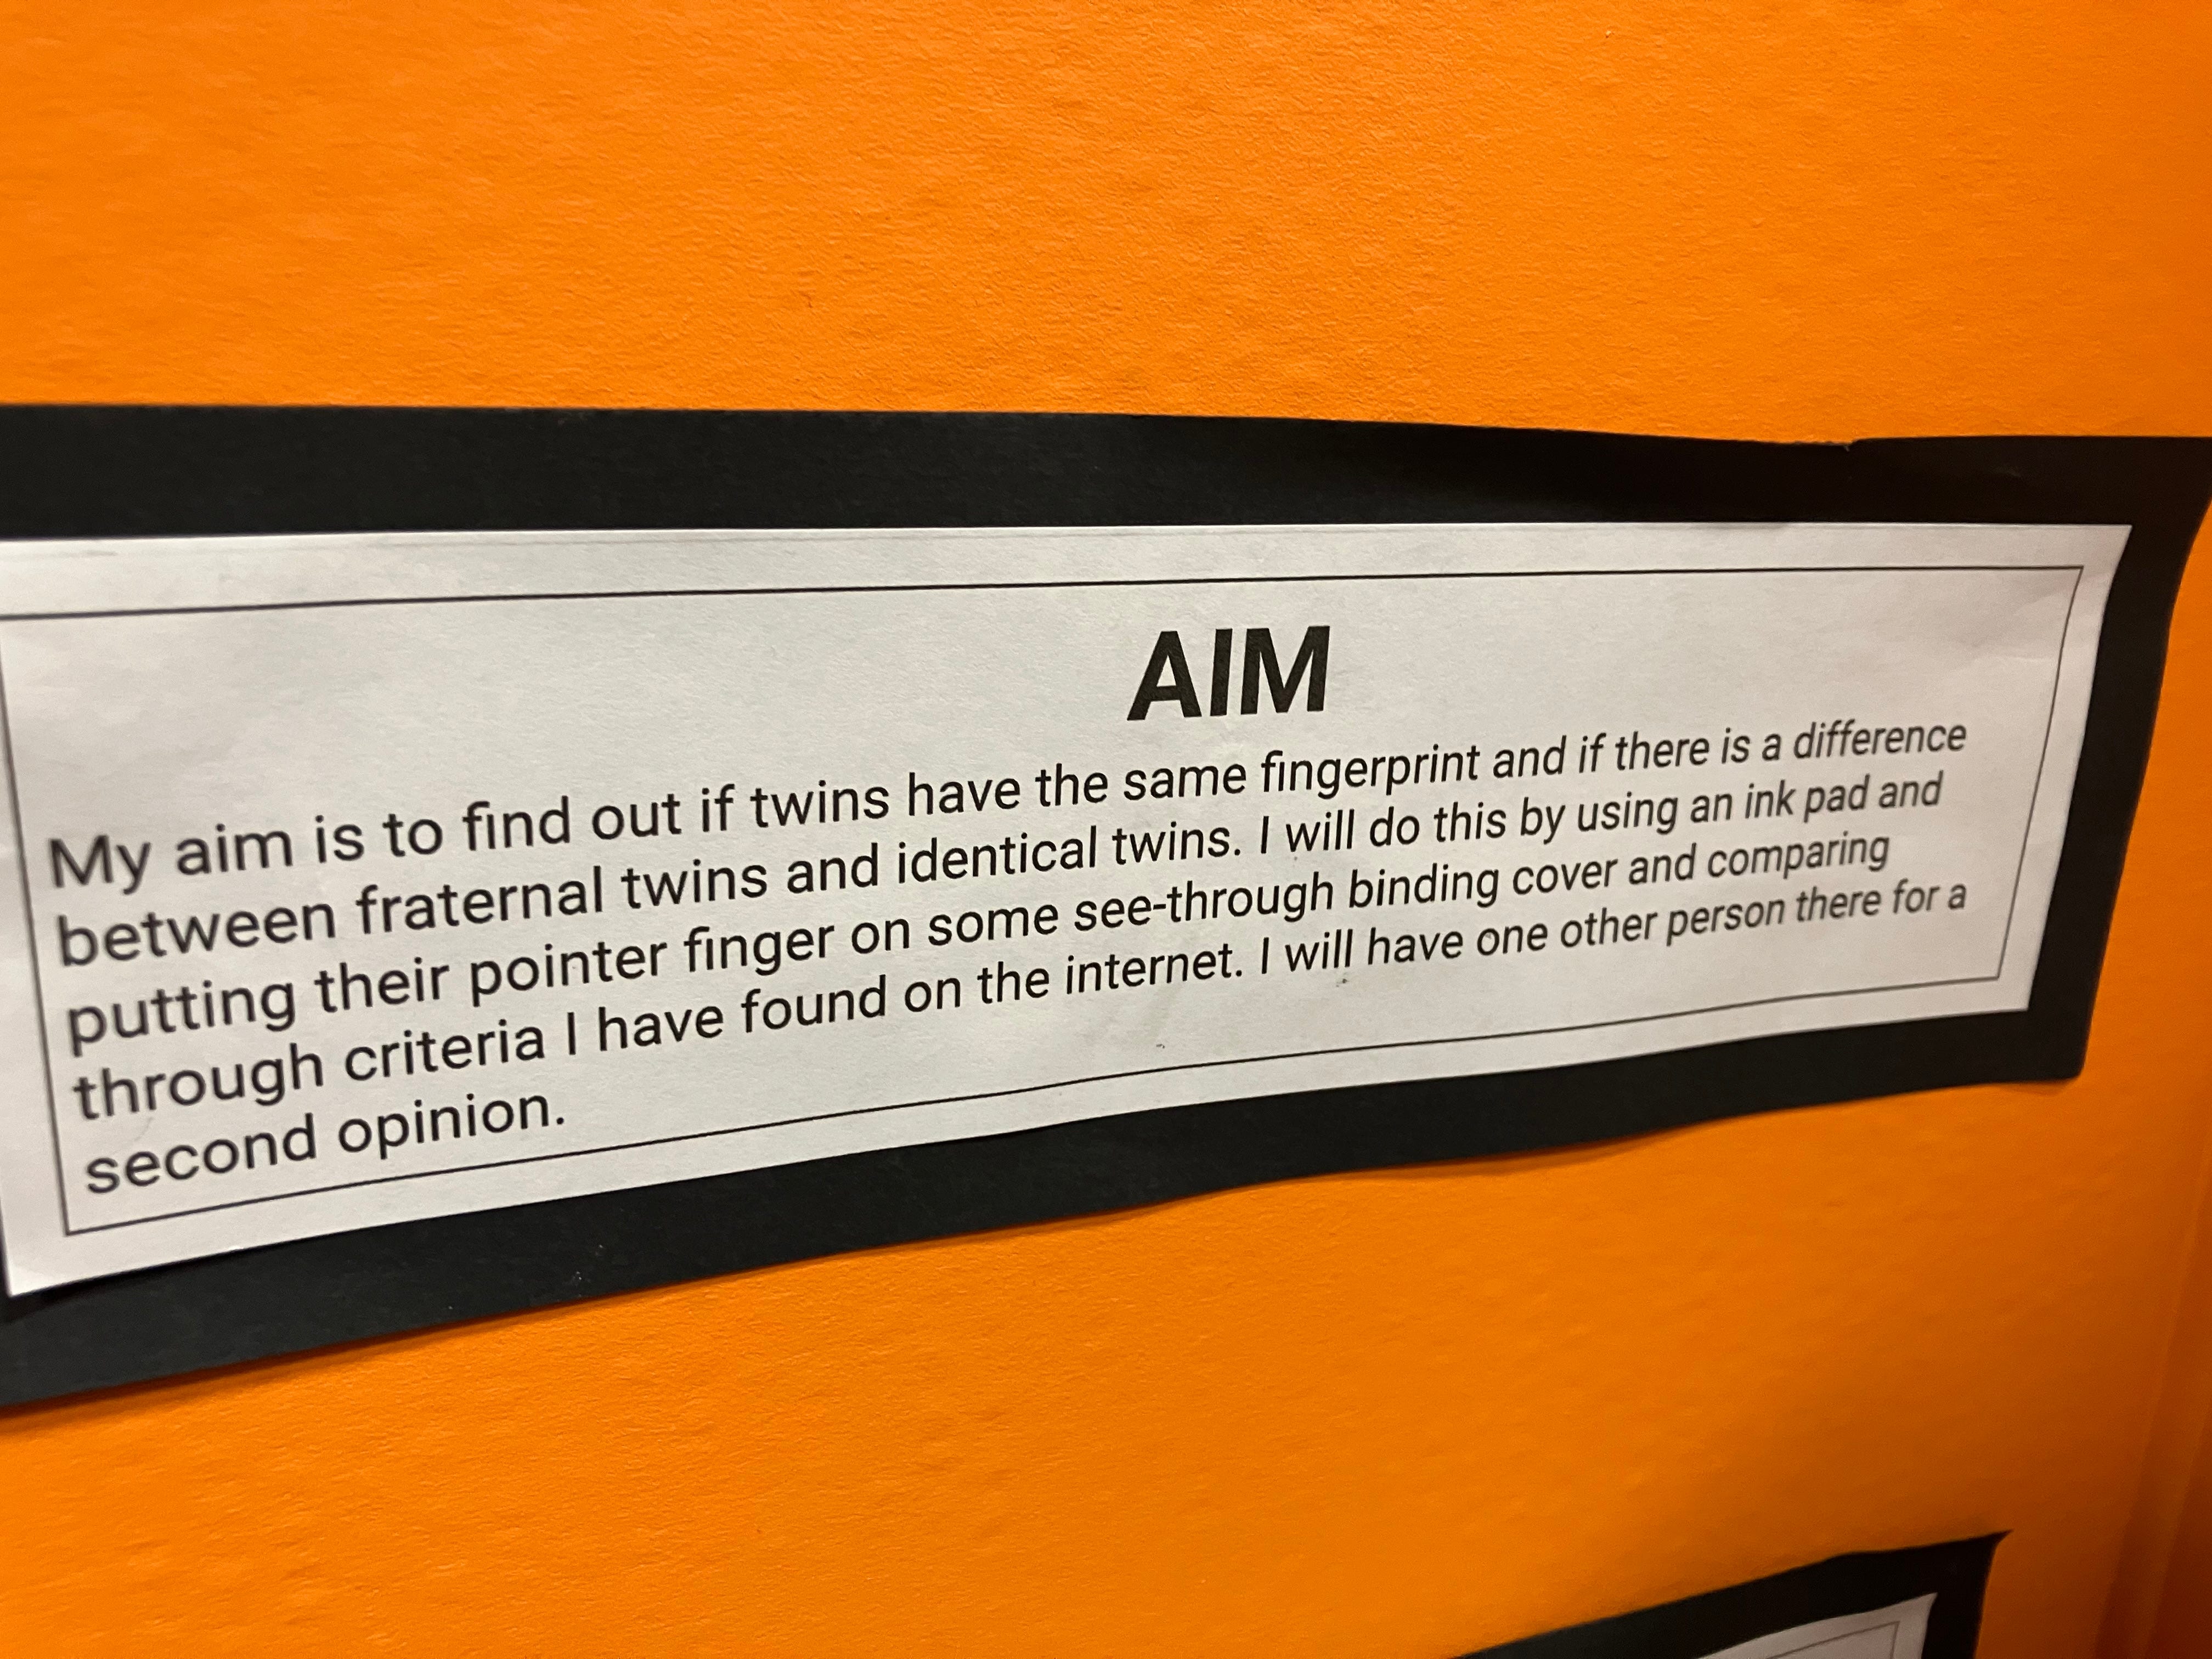 AIM
My aim is to find out if twins have the same fingerprint and if there is a difference
between fraternal twins and identical twins. I will do this by using an ink pad and
putting their pointer finger on some see-through binding cover and comparing
through criteria I have found on the internet. I will have one other person there for a
second opinion.